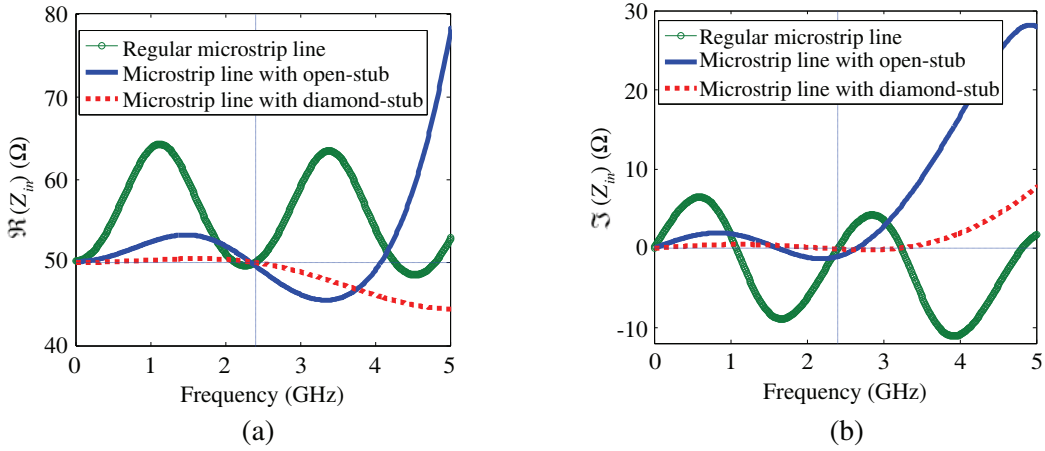 80
70
60
50
40
ℜ(Z_in) (Ω)
Regular microstrip line
Microstrip line with open-stub
Microstrip line with diamond-stub
0 1 2 3 4 5
Frequency (GHz)
(a)
30
20
10
0
-10
ℑ(Z_in) (Ω)
Regular microstrip line
Microstrip line with open-stub
Microstrip line with diamond-stub
0 1 2 3 4 5
Frequency (GHz)
(b)